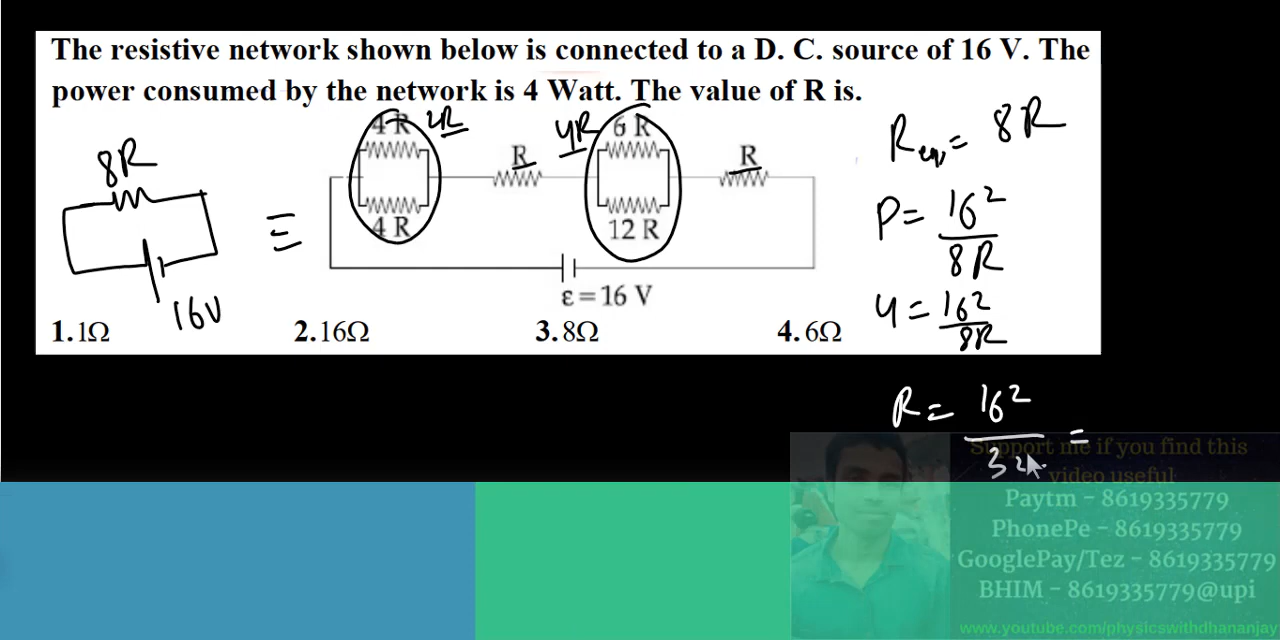 The resistive network shown below is connected to a D. C. source of 16 V. The
power consumed by the network is 4 Watt. The value of R is.
4 R
2R
R
4R
6 R
R
Req = 8R
8R
4 R
12 R
P = 16²/8R
≡
16V
ε = 16 V
4 = 16²/8R
1. 1Ω 2. 16Ω 3. 8Ω 4. 6Ω
R = 16²/32 =
Support me if you find this
video useful
Paytm - 8619335779
PhonePe - 8619335779
GooglePay/Tez - 8619335779
BHIM - 8619335779@upi
www.youtube.com/physicswithdhananjay